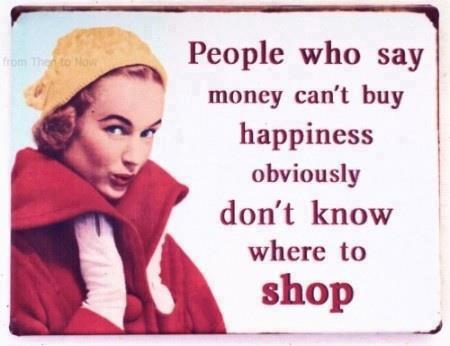 from Then to Now
People who say
money can't buy
happiness
obviously
don't know
where to
shop